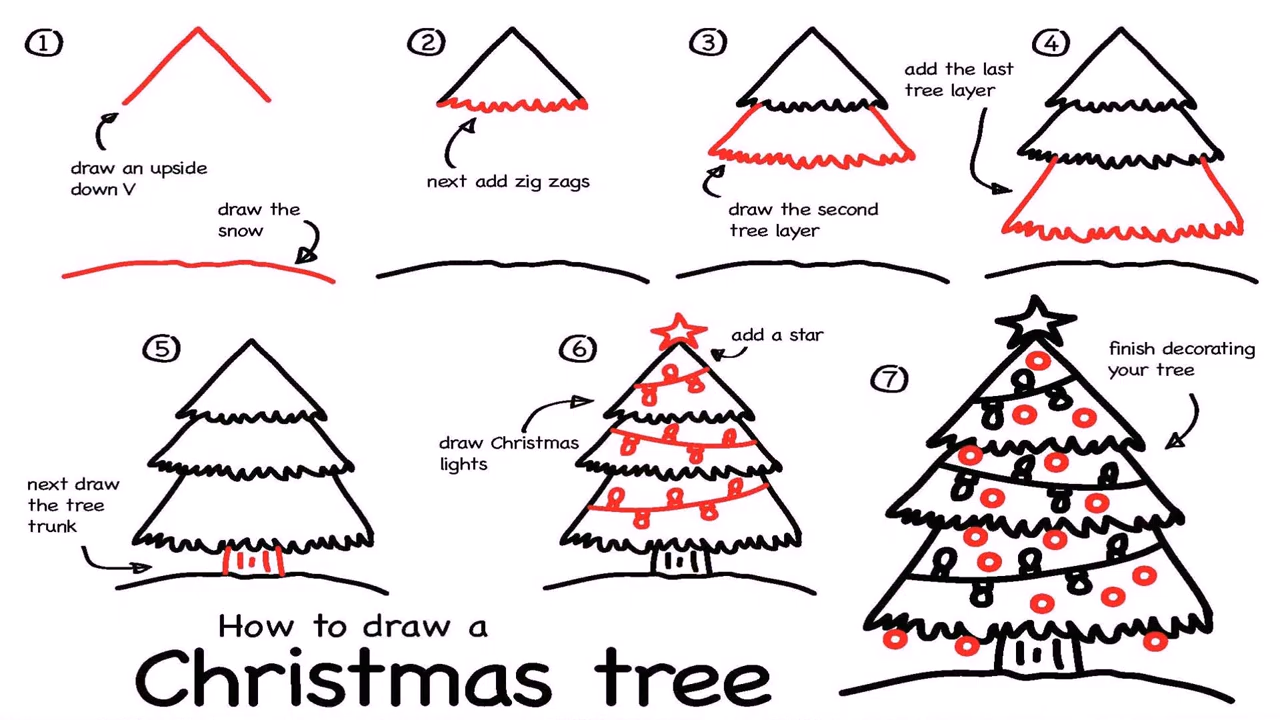 1
draw an upside
down V
draw the
snow
2
next add zig zags
3
draw the second
tree layer
4
add the last
tree layer
5
next draw
the tree
trunk
6
add a star
draw Christmas
lights
7
finish decorating
your tree
How to draw a
Christmas tree